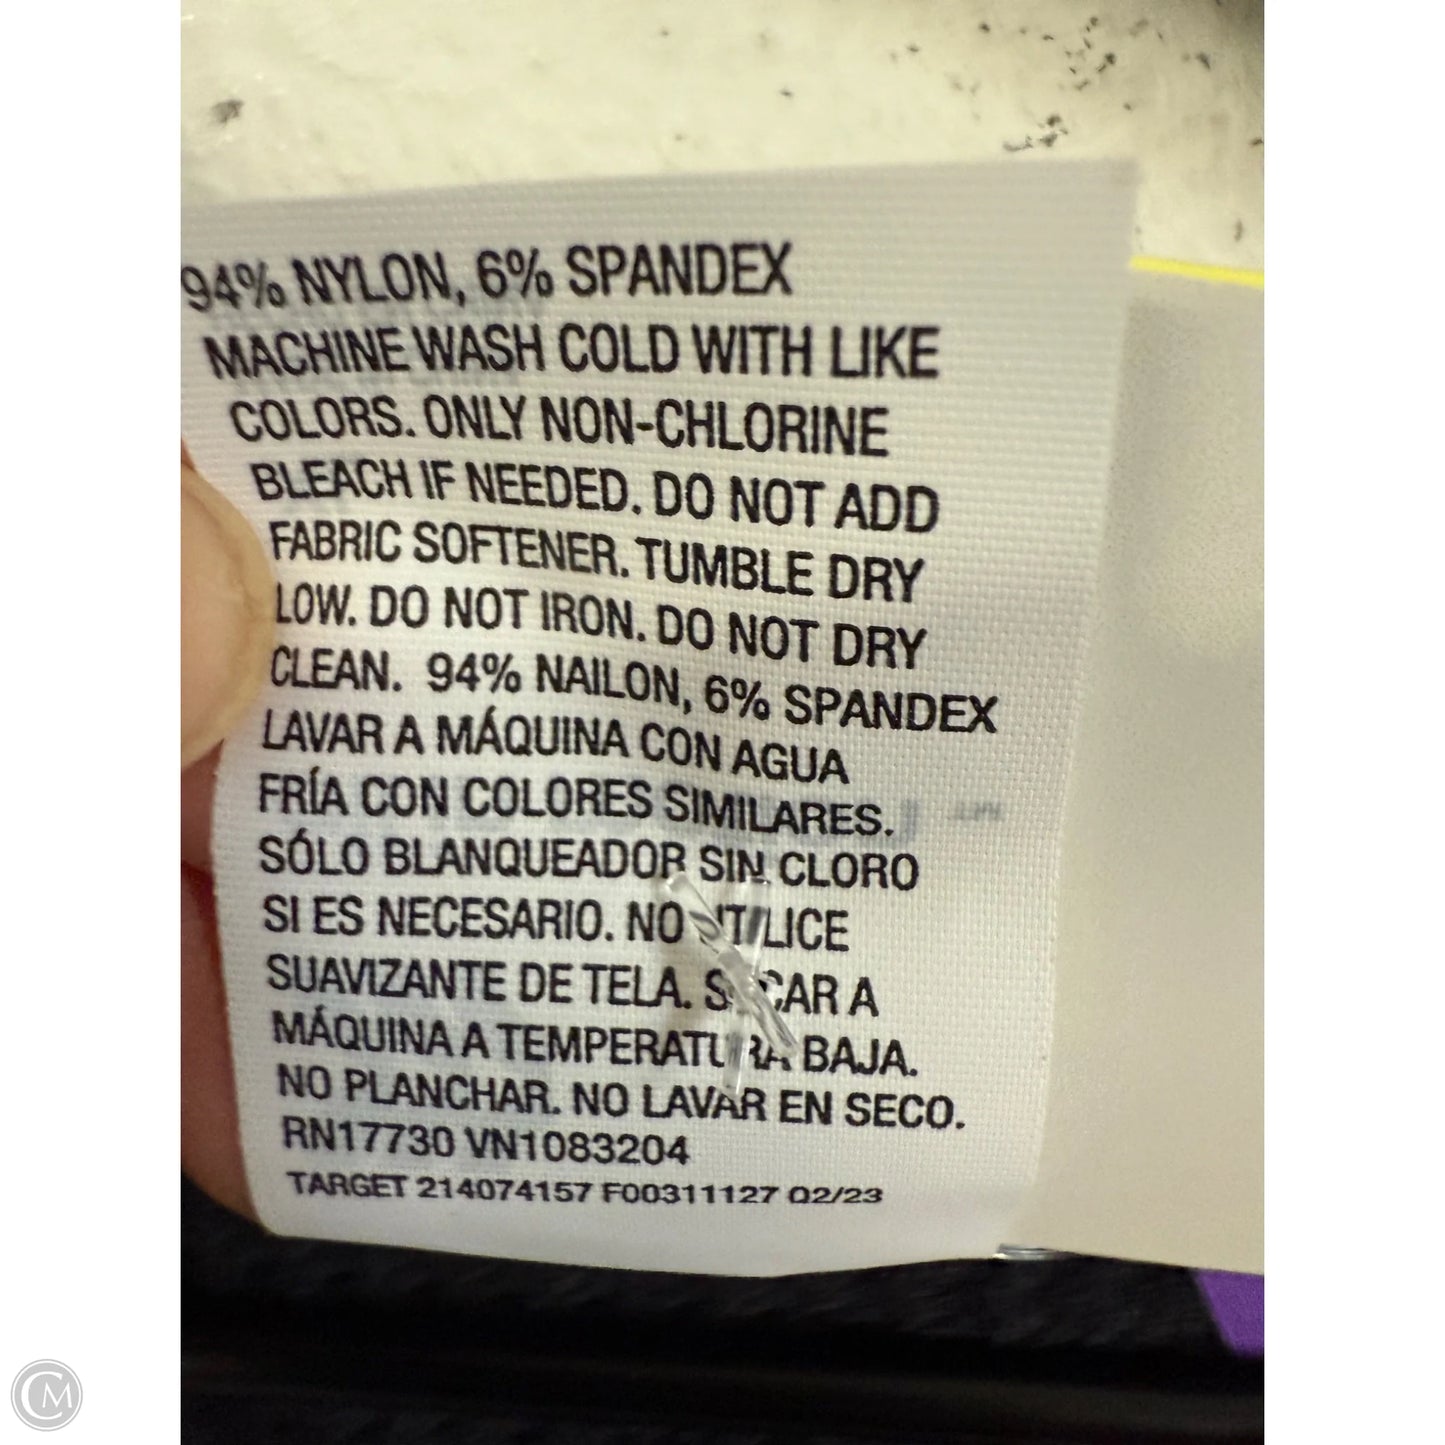 94% NYLON, 6% SPANDEX
MACHINE WASH COLD WITH LIKE
COLORS. ONLY NON-CHLORINE
BLEACH IF NEEDED. DO NOT ADD
FABRIC SOFTENER. TUMBLE DRY
LOW. DO NOT IRON. DO NOT DRY
CLEAN. 94% NAILON, 6% SPANDEX
LAVAR A MÁQUINA CON AGUA
FRÍA CON COLORES SIMILARES.
SÓLO BLANQUEADOR SIN CLORO
SI ES NECESARIO. NO UTILICE
SUAVIZANTE DE TELA. SECAR A
MÁQUINA A TEMPERATURA BAJA.
NO PLANCHAR. NO LAVAR EN SECO.
RN17730 VN1083204
TARGET 214074157 F00311127 Q2/23
CM